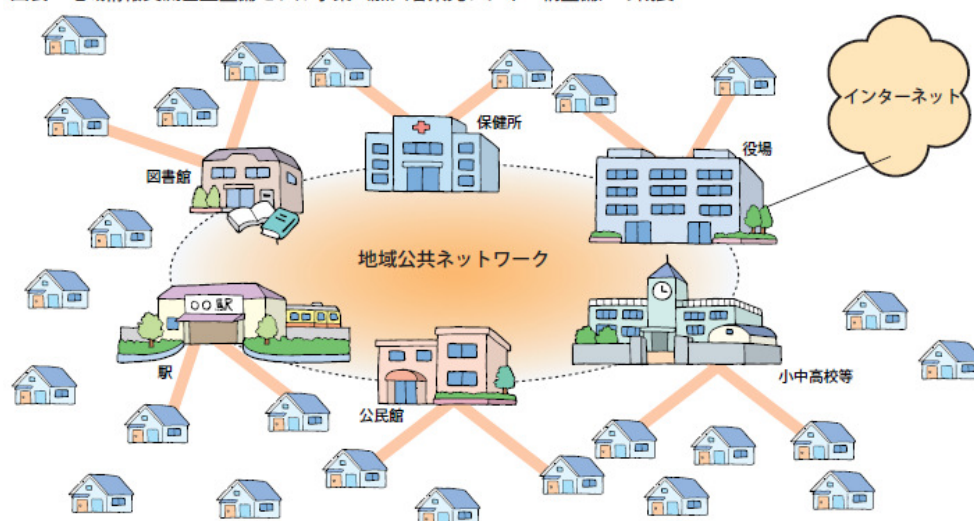 保健所
インターネット
役場
図書館
地域公共ネットワーク
○○駅
駅
小中高校等
公民館